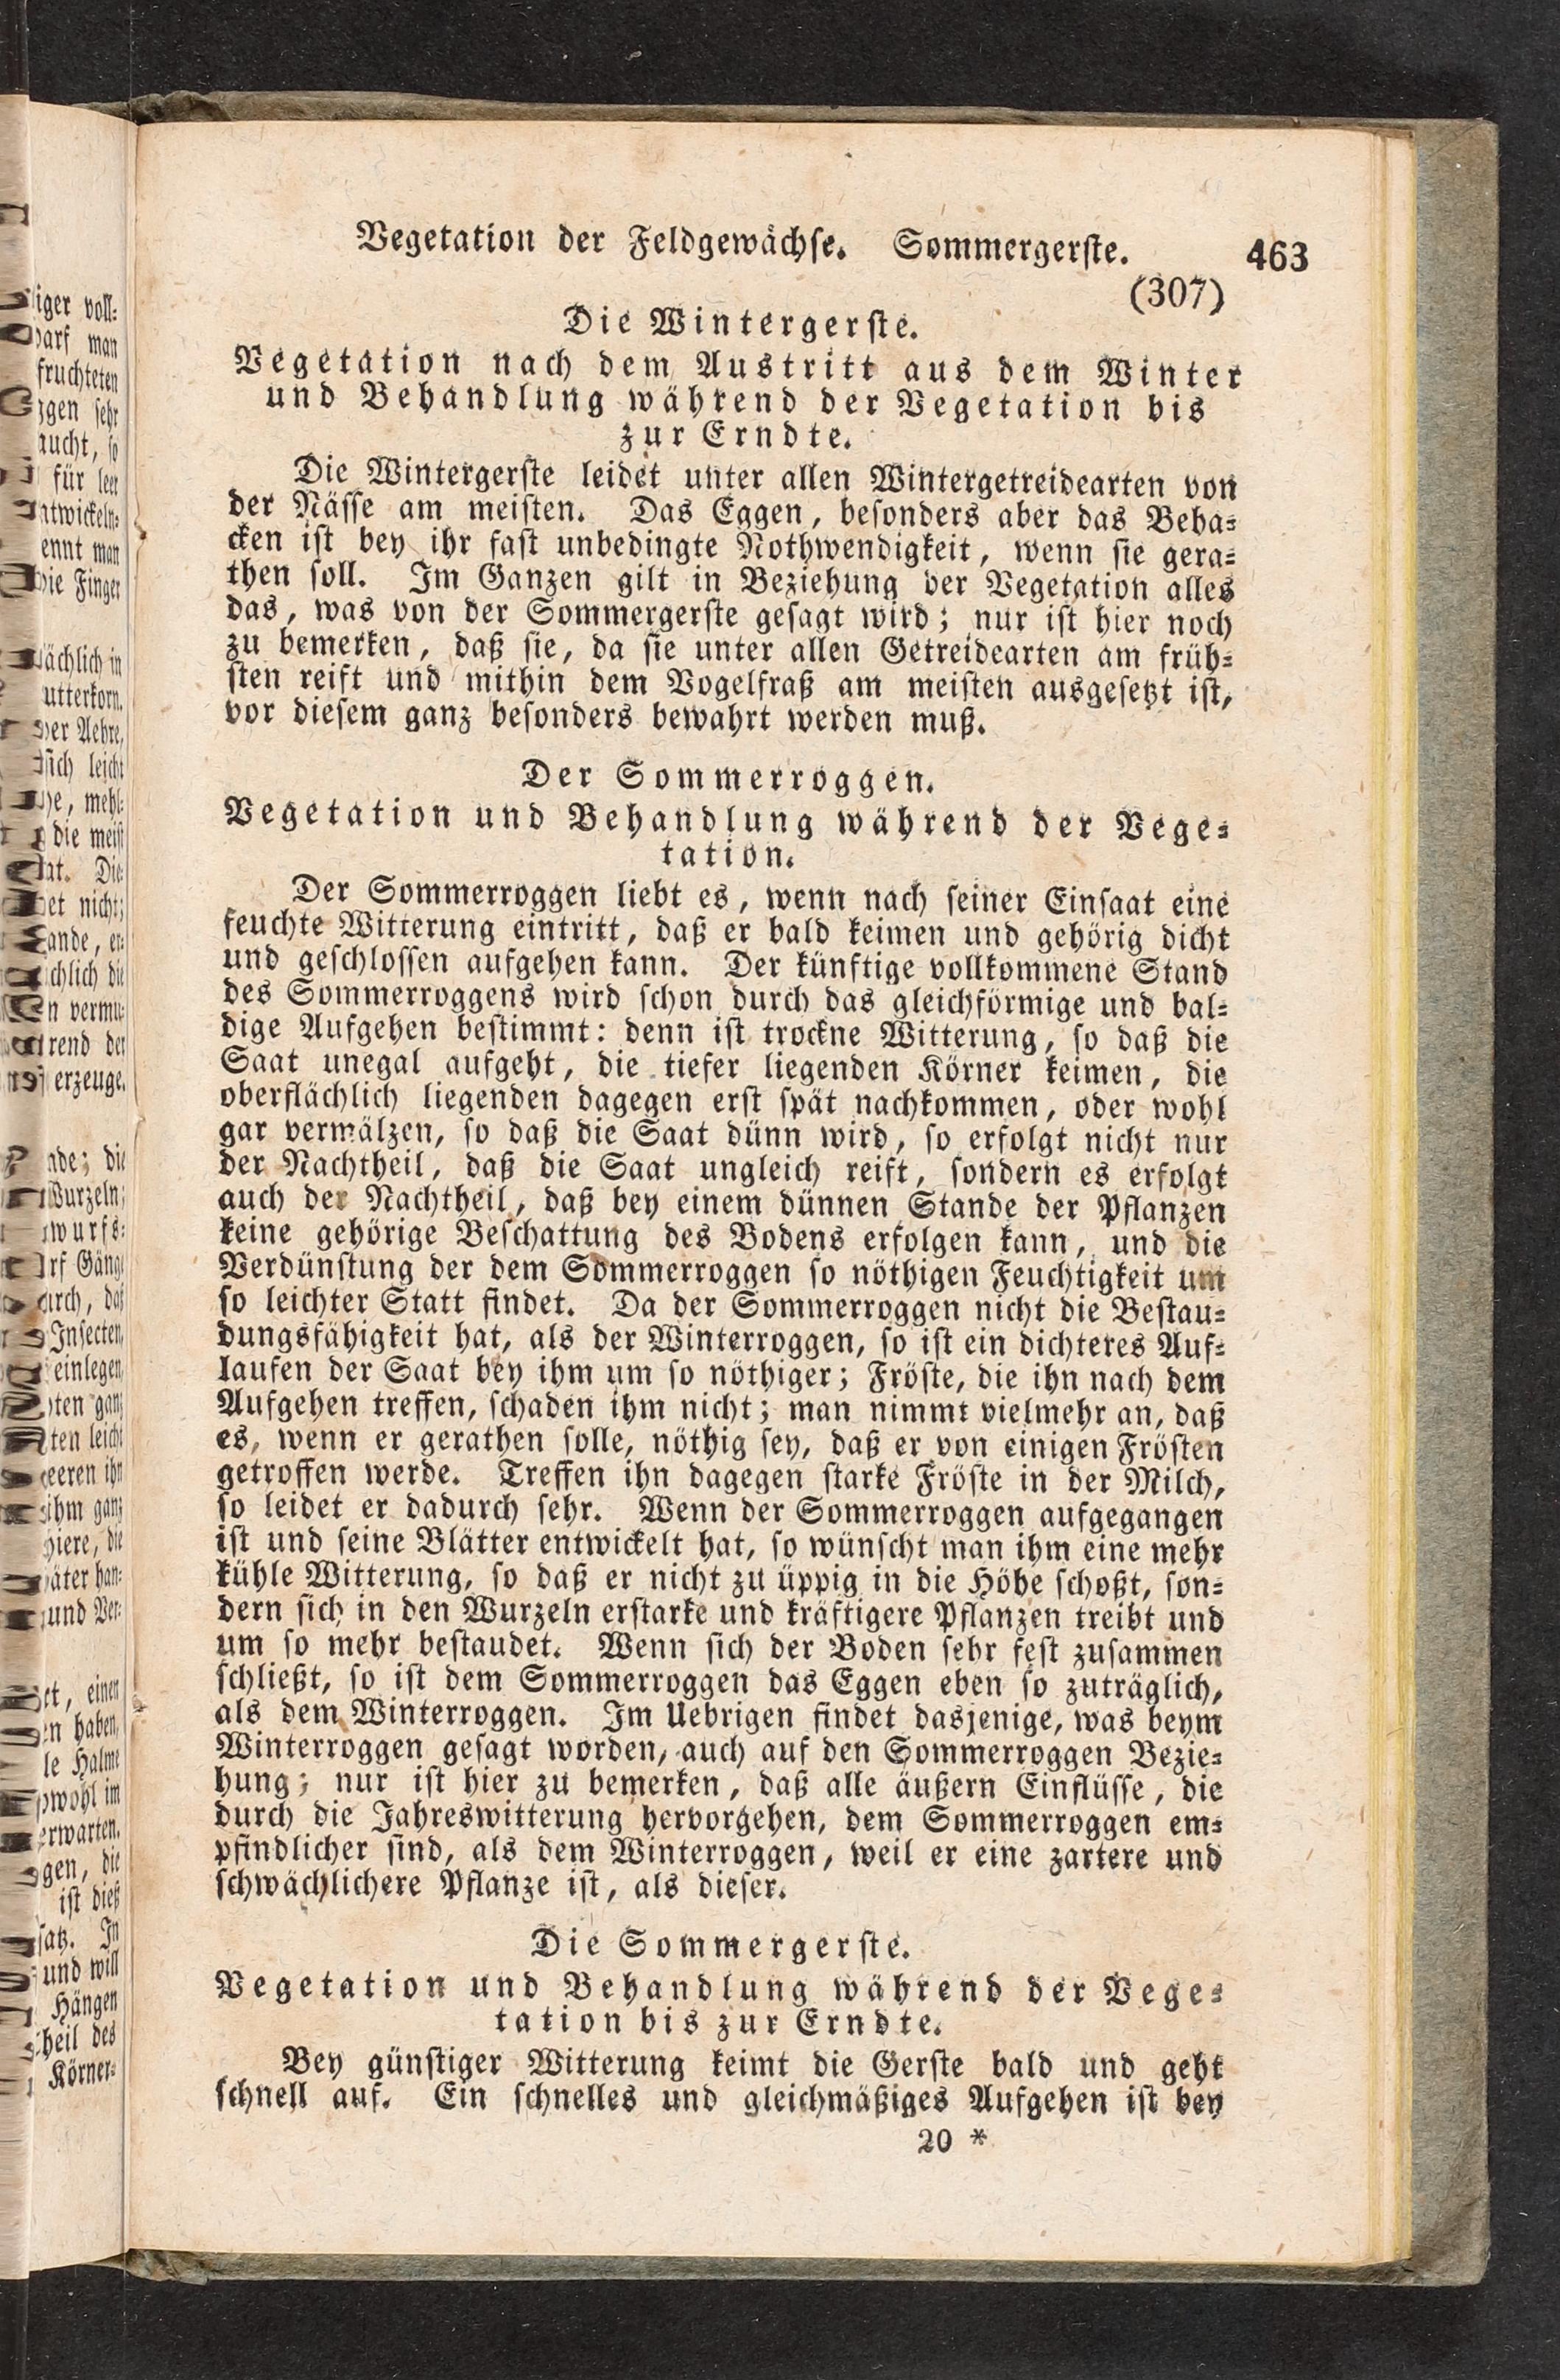 Vegetation der Feldgewächse. Sommergerste. 463
(307)
Die Wintergerste.
Vegetation nach dem Austritt aus dem Winter
und Behandlung während der Vegetation bis
zur Erndte.
Die Wintergerste leidet unter allen Wintergetreidearten von
der Nässe am meisten. Das Eggen, besonders aber das Beha-
cken ist bey ihr fast unbedingte Nothwendigkeit, wenn sie gera-
then soll. Im Ganzen gilt in Beziehung der Vegetation alles
das, was von der Sommergerste gesagt wird; nur ist hier noch
zu bemerken, daß sie, da sie unter allen Getreidearten am früh-
sten reift und mithin dem Vogelfraß am meisten ausgesetzt ist,
vor diesem ganz besonders bewahrt werden muß.
Der Sommerroggen.
Vegetation und Behandlung während der Vege-
tation.
Der Sommerroggen liebt es, wenn nach seiner Einsaat eine
feuchte Witterung eintritt, daß er bald keimen und gehörig dicht
und geschlossen aufgehen kann. Der künftige vollkommene Stand
des Sommerroggens wird schon durch das gleichförmige und bal-
dige Aufgehen bestimmt: denn ist trockne Witterung, so daß die
Saat unegal aufgeht, die tiefer liegenden Körner keimen, die
oberflächlich liegenden dagegen erst spät nachkommen, oder wohl
gar vermälzen, so daß die Saat dünn wird, so erfolgt nicht nur
der Nachtheil, daß die Saat ungleich reift, sondern es erfolgt
auch der Nachtheil, daß bey einem dünnen Stande der Pflanzen
keine gehörige Beschattung des Bodens erfolgen kann, und die
Verdünstung der dem Sommerroggen so nöthigen Feuchtigkeit um
so leichter Statt findet. Da der Sommerroggen nicht die Bestau-
dungsfähigkeit hat, als der Winterroggen, so ist ein dichteres Auf-
laufen der Saat bey ihm um so nöthiger; Fröste, die ihn nach dem
Aufgehen treffen, schaden ihm nicht; man nimmt vielmehr an, daß
es, wenn er gerathen solle, nöthig sey, daß er von einigen Frösten
getroffen werde. Treffen ihn dagegen starke Fröste in der Milch,
so leidet er dadurch sehr. Wenn der Sommerroggen aufgegangen
ist und seine Blätter entwickelt hat, so wünscht man ihm eine mehr
kühle Witterung, so daß er nicht zu üppig in die Höhe schoßt, son-
dern sich in den Wurzeln erstarke und kräftigere Pflanzen treibt und
um so mehr bestaudet. Wenn sich der Boden sehr fest zusammen
schließt, so ist dem Sommerroggen das Eggen eben so zuträglich,
als dem Winterroggen. Im Uebrigen findet dasjenige, was beym
Winterroggen gesagt worden, auch auf den Sommerroggen Bezie-
hung; nur ist hier zu bemerken, daß alle äußern Einflüsse, die
durch die Jahreswitterung hervorgehen, dem Sommerroggen em-
pfindlicher sind, als dem Winterroggen, weil er eine zartere und
schwächlichere Pflanze ist, als dieser.
Die Sommergerste.
Vegetation und Behandlung während der Vege-
tation bis zur Erndte.
Bey günstiger Witterung keimt die Gerste bald und geht
schnell auf. Ein schnelles und gleichmäßiges Aufgehen ist bey
20 *